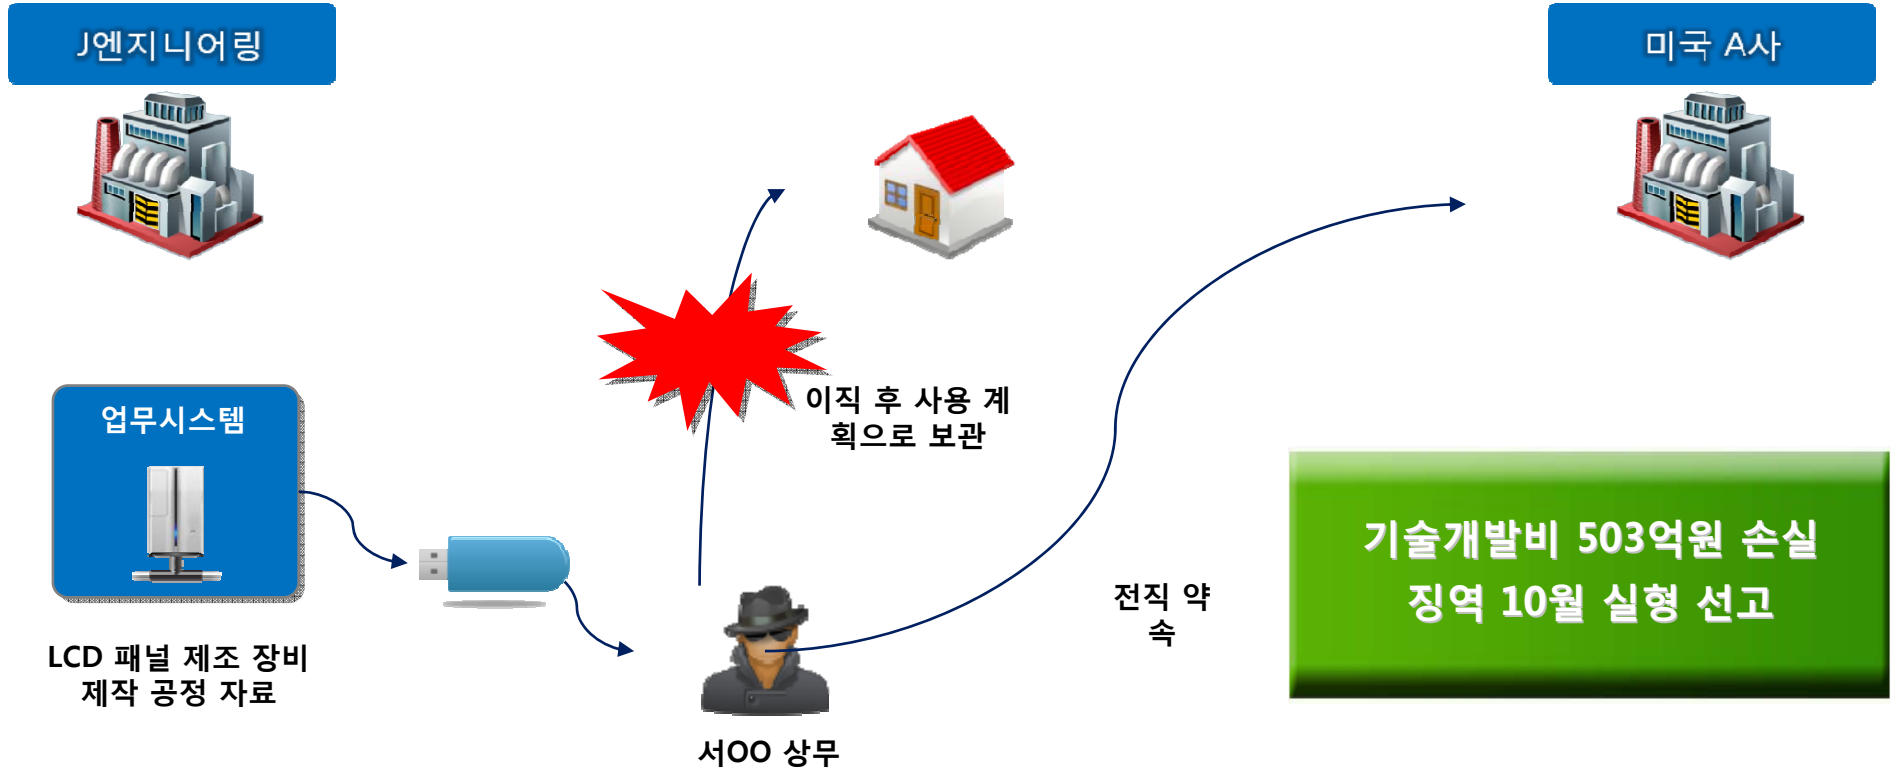 J엔지니어링
미국 A사
이직 후 사용 계
획으로 보관
업무시스템
기술개발비 503억원 손실
징역 10월 실형 선고
전직 약
속
LCD 패널 제조 장비
제작 공정 자료
서OO 상무